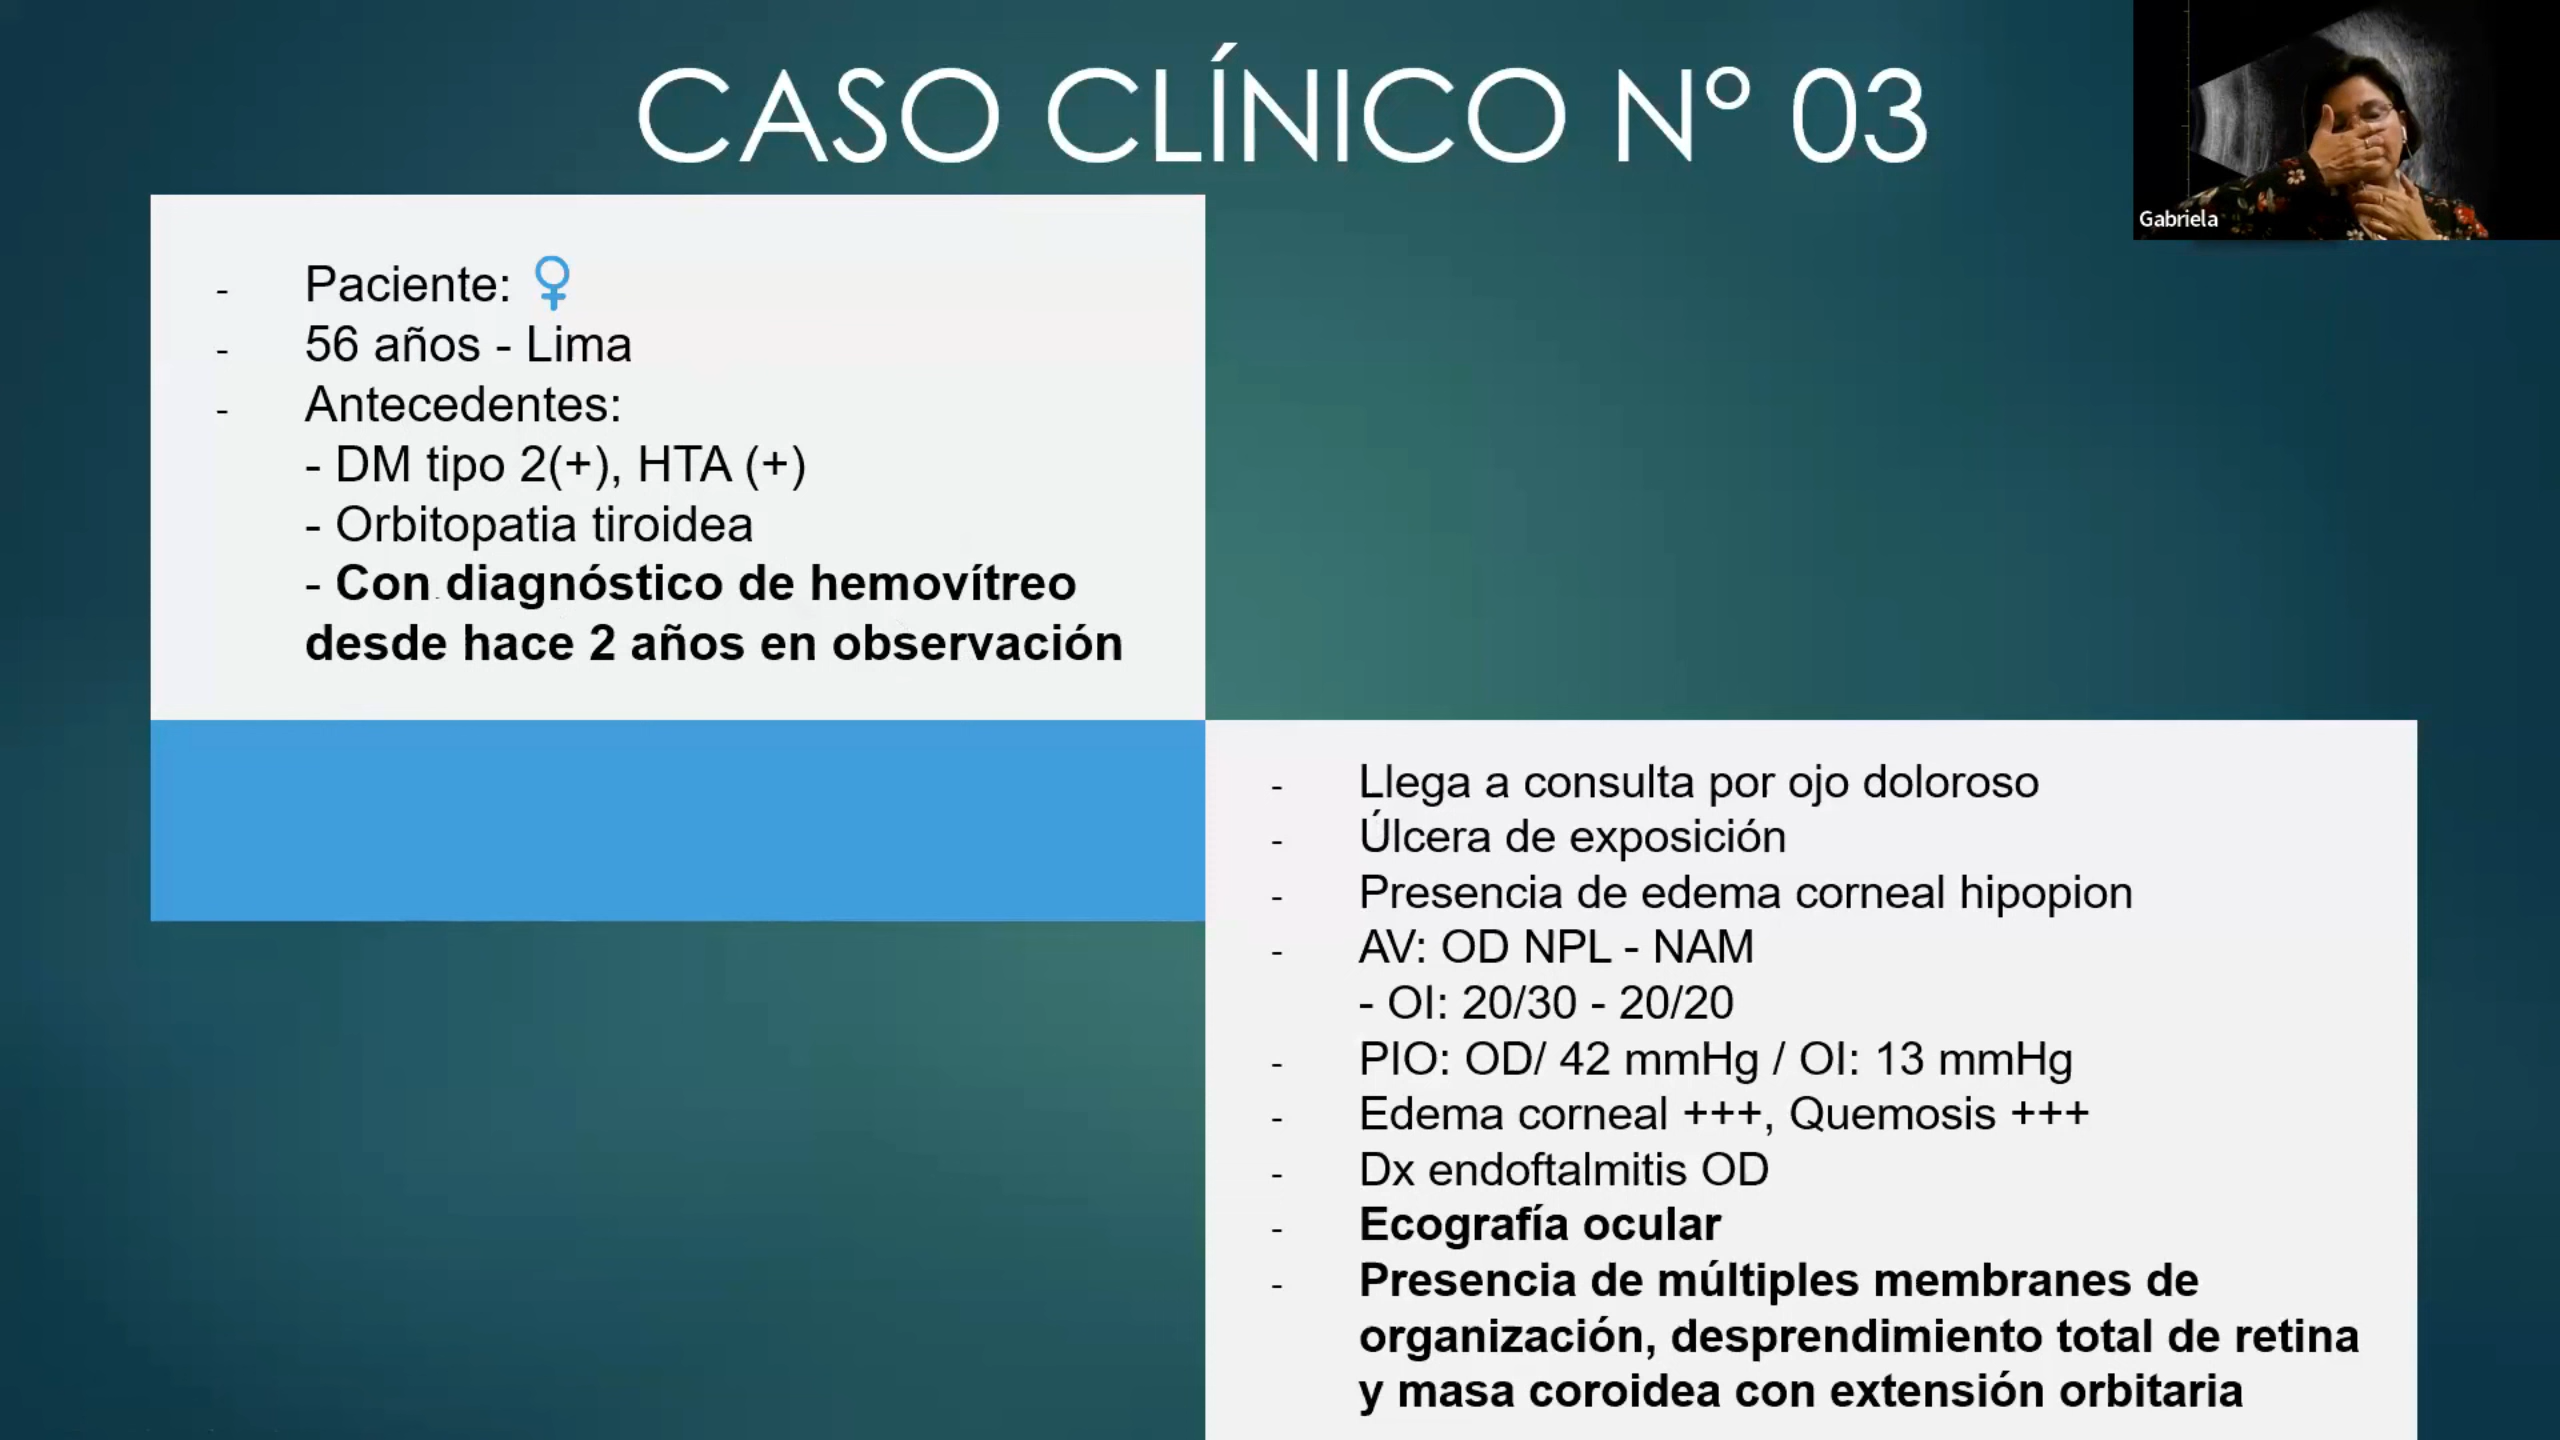 CASO CLÍNICO N° 03
Gabriela
- Paciente: ♀
- 56 años - Lima
- Antecedentes:
- DM tipo 2(+), HTA (+)
- Orbitopatia tiroidea
- Con diagnóstico de hemovítreo
desde hace 2 años en observación
- Llega a consulta por ojo doloroso
- Úlcera de exposición
- Presencia de edema corneal hipopion
- AV: OD NPL - NAM
- OI: 20/30 - 20/20
- PIO: OD/ 42 mmHg / OI: 13 mmHg
- Edema corneal +++, Quemosis +++
- Dx endoftalmitis OD
- Ecografía ocular
- Presencia de múltiples membranes de
organización, desprendimiento total de retina
y masa coroidea con extensión orbitaria